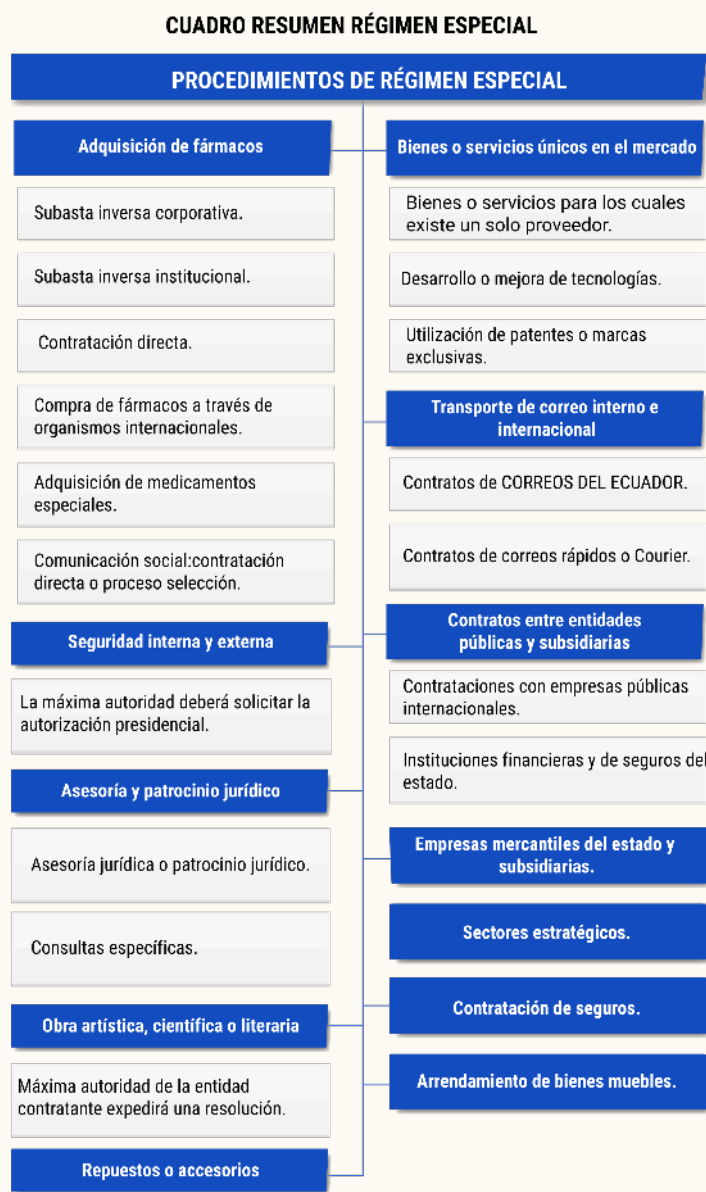 CUADRO RESUMEN RÉGIMEN ESPECIAL
PROCEDIMIENTOS DE RÉGIMEN ESPECIAL
Adquisición de fármacos
Subasta inversa corporativa.
Subasta inversa institucional.
Contratación directa.
Compra de fármacos a través de
organismos internacionales.
Adquisición de medicamentos
especiales.
Comunicación social:contratación
directa o proceso selección.
Seguridad interna y externa
La máxima autoridad deberá solicitar la
autorización presidencial.
Asesoría y patrocinio jurídico
Asesoría jurídica o patrocinio jurídico.
Consultas específicas.
Obra artística, científica o literaria
Máxima autoridad de la entidad
contratante expedirá una resolución.
Repuestos o accesorios
Bienes o servicios únicos en el mercado
Bienes o servicios para los cuales
existe un solo proveedor.
Desarrollo o mejora de tecnologías.
Utilización de patentes o marcas
exclusivas.
Transporte de correo interno e
internacional
Contratos de CORREOS DEL ECUADOR.
Contratos de correos rápidos o Courier.
Contratos entre entidades
públicas y subsidiarias
Contrataciones con empresas públicas
internacionales.
Instituciones financieras y de seguros del
estado.
Empresas mercantiles del estado y
subsidiarias.
Sectores estratégicos.
Contratación de seguros.
Arrendamiento de bienes muebles.